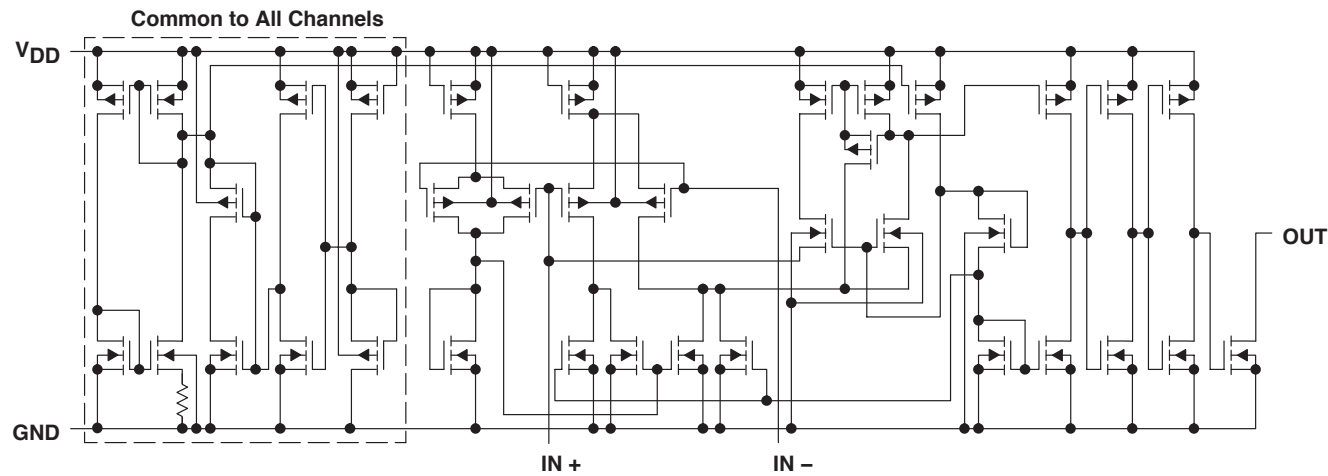 Common to All Channels
VDD
OUT
GND
IN +
IN −